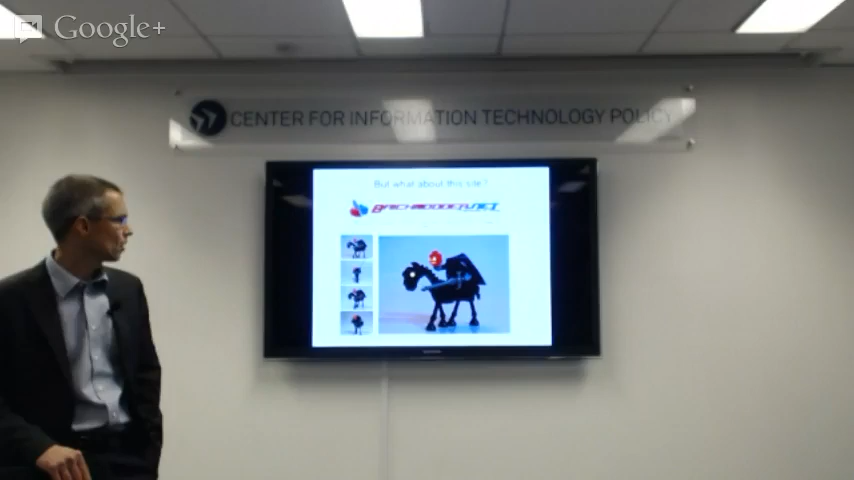 Google+
CENTER FOR INFORMATION TECHNOLOGY POLICY
But what about this site?